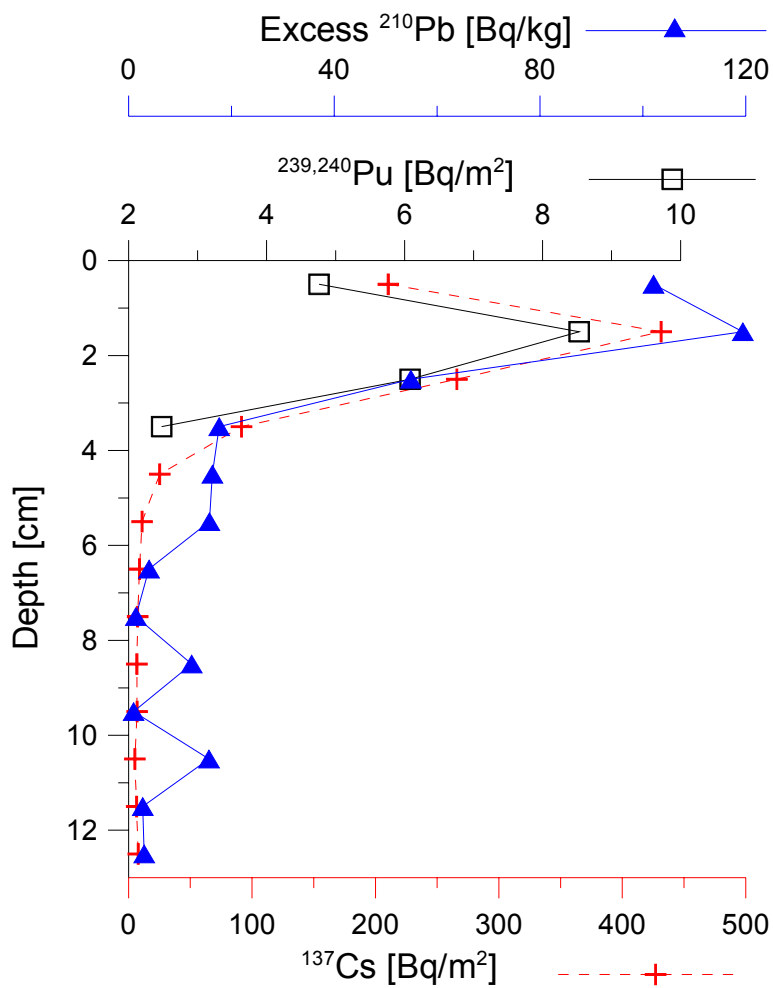 Excess ²¹⁰Pb [Bq/kg]
0 40 80 120
²³⁹,²⁴⁰Pu [Bq/m²]
2 4 6 8 10
0
2
4
6
8
10
12
Depth [cm]
0 100 200 300 400 500
¹³⁷Cs [Bq/m²]